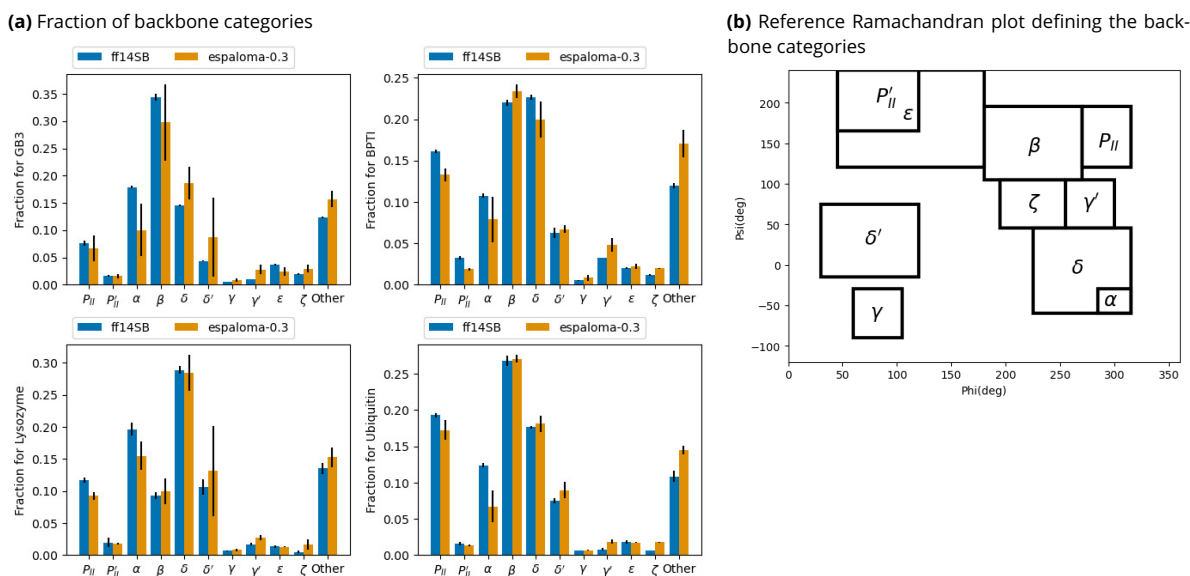 (a) Fraction of backbone categories
ff14SB espaloma-0.3
Fraction for GB3
0.35
0.30
0.25
0.20
0.15
0.10
0.05
0.00
P_II P'_II α β δ δ' γ γ' ε ζ Other
ff14SB espaloma-0.3
Fraction for BPTI
0.25
0.20
0.15
0.10
0.05
0.00
P_II P'_II α β δ δ' γ γ' ε ζ Other
ff14SB espaloma-0.3
Fraction for Lysozyme
0.30
0.25
0.20
0.15
0.10
0.05
0.00
P_II P'_II α β δ δ' γ γ' ε ζ Other
ff14SB espaloma-0.3
Fraction for Ubiquitin
0.25
0.20
0.15
0.10
0.05
0.00
P_II P'_II α β δ δ' γ γ' ε ζ Other
(b) Reference Ramachandran plot defining the back-
bone categories
Psi(deg)
200
150
100
50
0
−50
−100
P'_II
ε
β
P_II
ζ
γ'
δ'
δ
α
γ
0 50 100 150 200 250 300 350
Phi(deg)